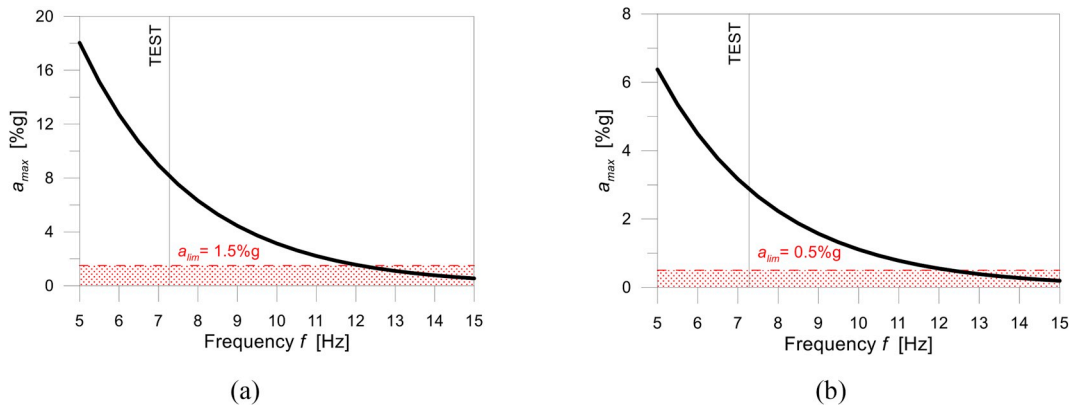 20
16
12
8
4
0
a_max [%g]
TEST
a_lim= 1.5%g
5 6 7 8 9 10 11 12 13 14 15
Frequency f [Hz]
(a)
8
6
4
2
0
a_max [%g]
TEST
a_lim= 0.5%g
5 6 7 8 9 10 11 12 13 14 15
Frequency f [Hz]
(b)